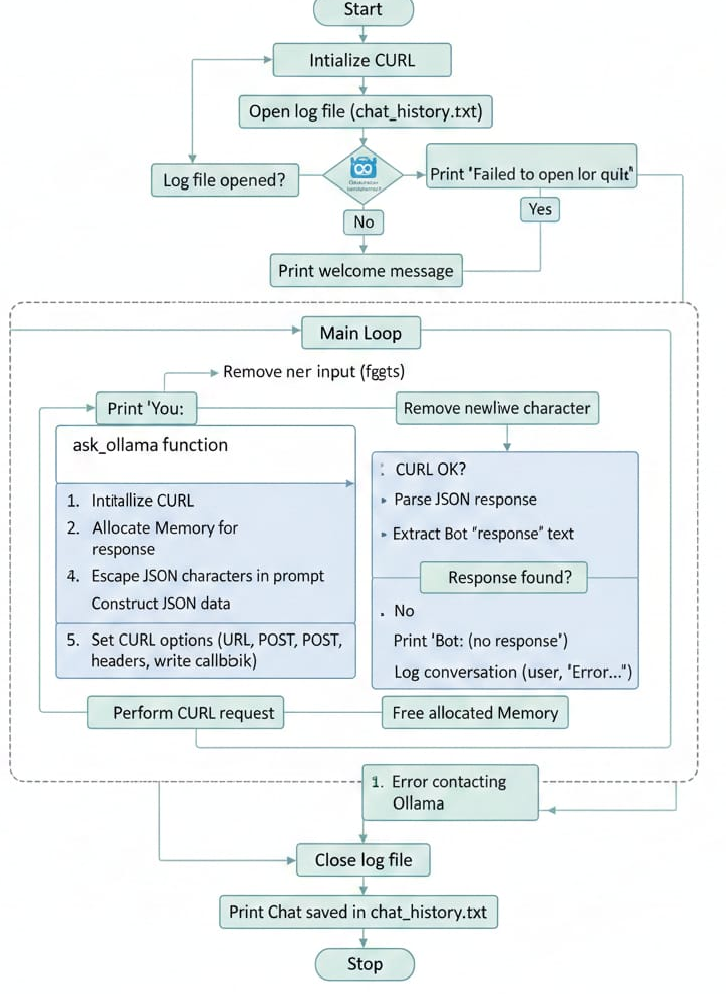 Start
Intialize CURL
Open log file (chat_history.txt)
Log file opened?
Print 'Failed to open lor quit"
No
Yes
Print welcome message
Main Loop
Remove ner input (fggts)
Print 'You:
Remove newliwe character
ask_ollama function
1. Intitallize CURL
2. Allocate Memory for
response
4. Escape JSON characters in prompt
Construct JSON data
5. Set CURL options (URL, POST, POST,
headers, write callbbik)
: CURL OK?
▸ Parse JSON response
▸ Extract Bot "response" text
Response found?
. No
Print 'Bot: (no response')
Log conversation (user, 'Error...")
Perform CURL request
Free allocated Memory
1. Error contacting
Ollama
Close log file
Print Chat saved in chat_history.txt
Stop